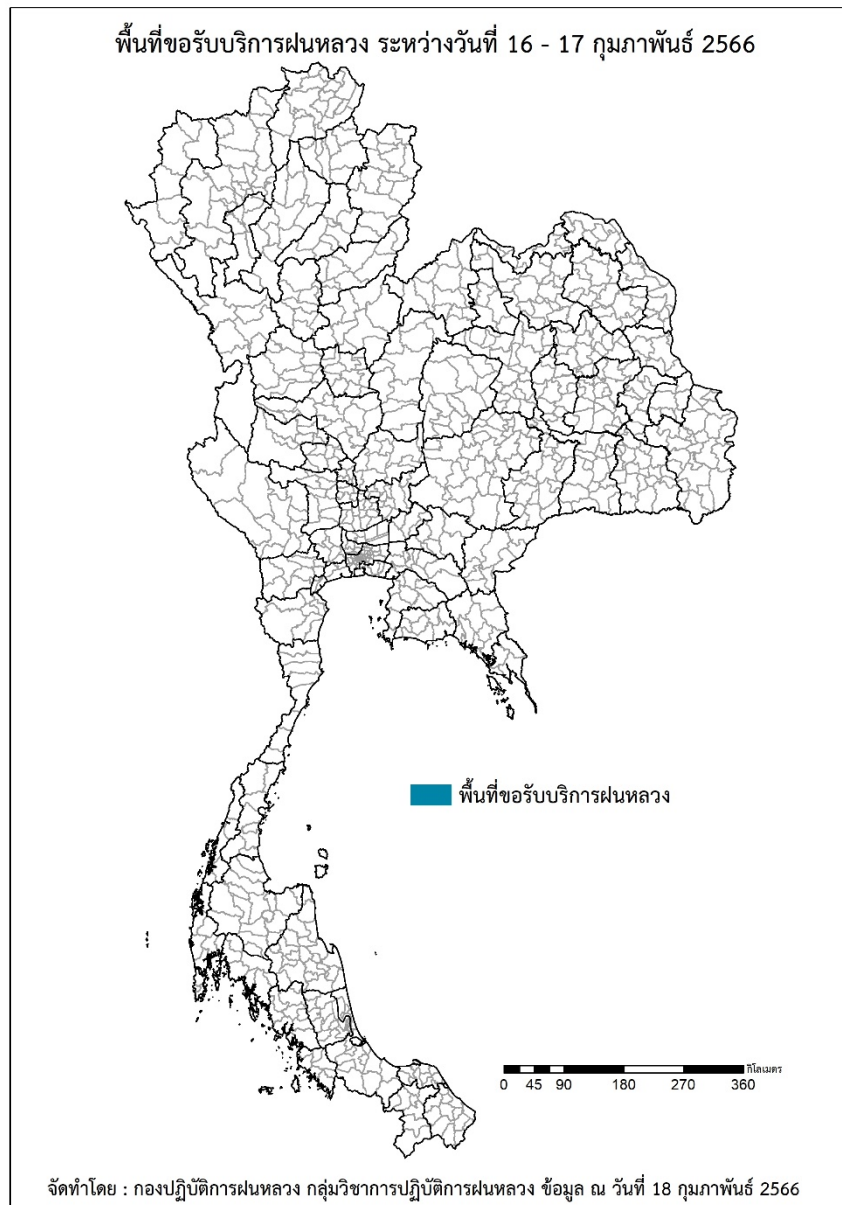 พื้นที่ขอรับบริการฝนหลวง ระหว่างวันที่ 16 - 17 กุมภาพันธ์ 2566
พื้นที่ขอรับบริการฝนหลวง
กิโลเมตร
0 45 90 180 270 360
จัดทำโดย : กองปฏิบัติการฝนหลวง กลุ่มวิชาการปฏิบัติการฝนหลวง ข้อมูล ณ วันที่ 18 กุมภาพันธ์ 2566